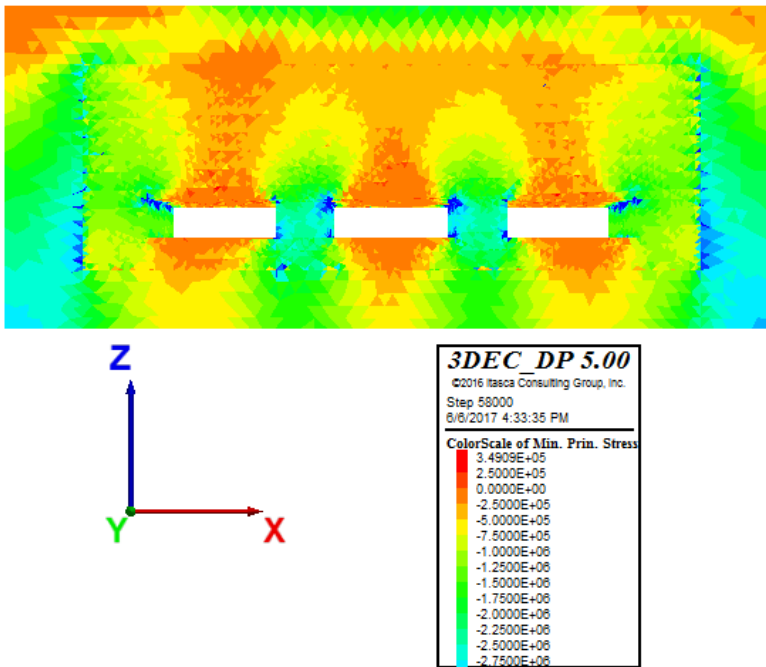 Z
Y
X
3DEC_DP 5.00
©2016 Itasca Consulting Group, Inc.
Step 58000
6/6/2017 4:33:35 PM
ColorScale of Min. Prin. Stress
3.4909E+05
2.5000E+05
0.0000E+00
-2.5000E+05
-5.0000E+05
-7.5000E+05
-1.0000E+06
-1.2500E+06
-1.5000E+06
-1.7500E+06
-2.0000E+06
-2.2500E+06
-2.5000E+06
-2.7500E+06